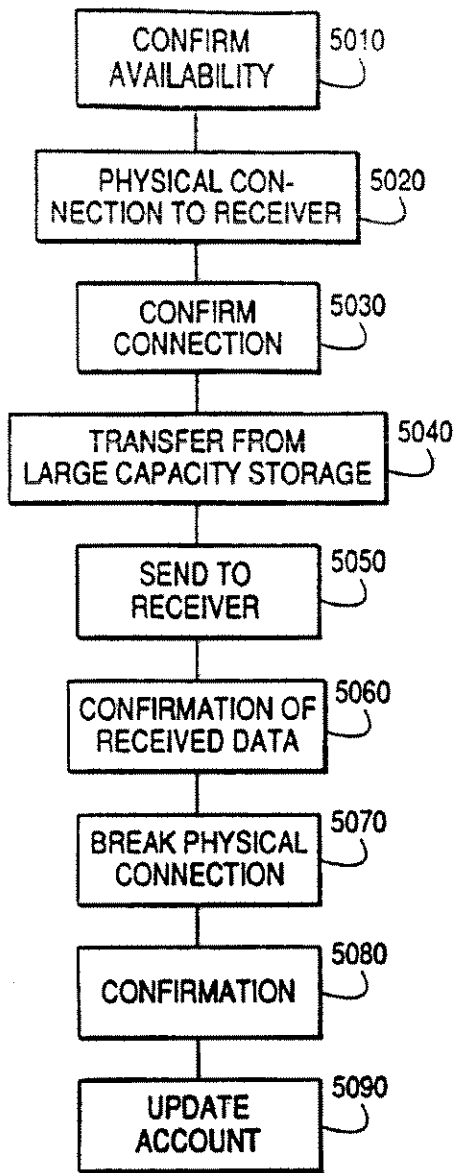 CONFIRM
AVAILABILITY
5010
PHYSICAL CON-
NECTION TO RECEIVER
5020
CONFIRM
CONNECTION
5030
TRANSFER FROM
LARGE CAPACITY STORAGE
5040
SEND TO
RECEIVER
5050
CONFIRMATION OF
RECEIVED DATA
5060
BREAK PHYSICAL
CONNECTION
5070
CONFIRMATION
5080
UPDATE
ACCOUNT
5090